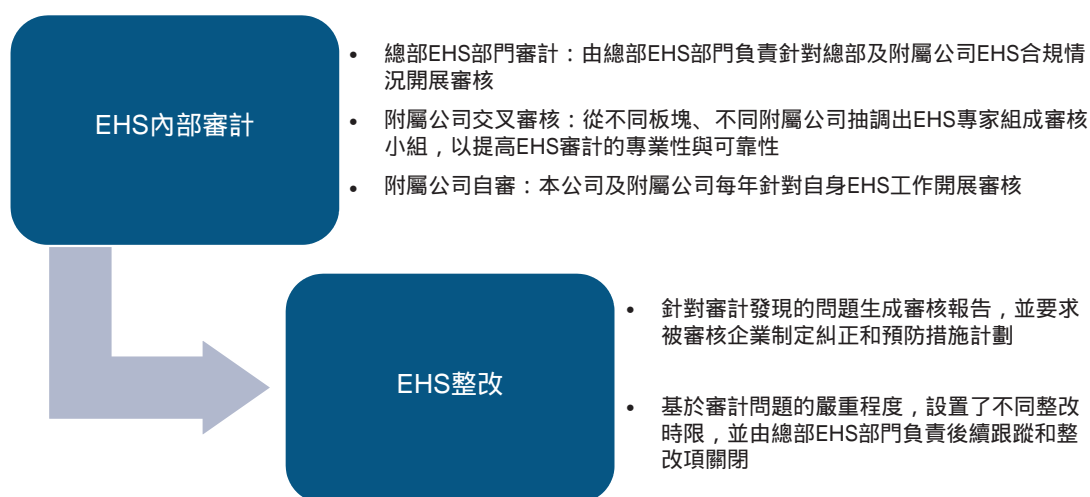 EHS內部審計
• 總部EHS部門審計：由總部EHS部門負責針對總部及附屬公司EHS合規情
況開展審核
• 附屬公司交叉審核：從不同板塊、不同附屬公司抽調出EHS專家組成審核
小組，以提高EHS審計的專業性與可靠性
• 附屬公司自審：本公司及附屬公司每年針對自身EHS工作開展審核
EHS整改
• 針對審計發現的問題生成審核報告，並要求
被審核企業制定糾正和預防措施計劃
• 基於審計問題的嚴重程度，設置了不同整改
時限，並由總部EHS部門負責後續跟蹤和整
改項關閉